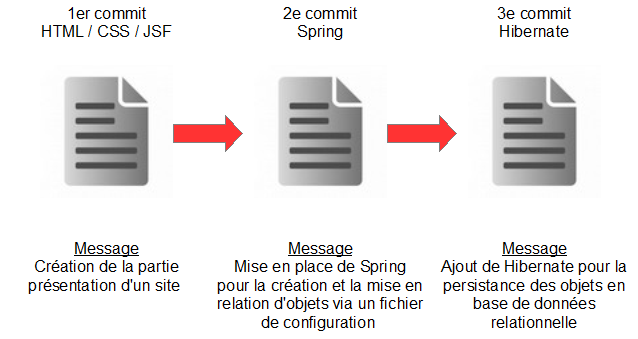 1er commit
HTML / CSS / JSF
2e commit
Spring
3e commit
Hibernate
Message
Création de la partie
présentation d'un site
Message
Mise en place de Spring
pour la création et la mise en
relation d'objets via un fichier
de configuration
Message
Ajout de Hibernate pour la
persistance des objets en
base de données
relationnelle